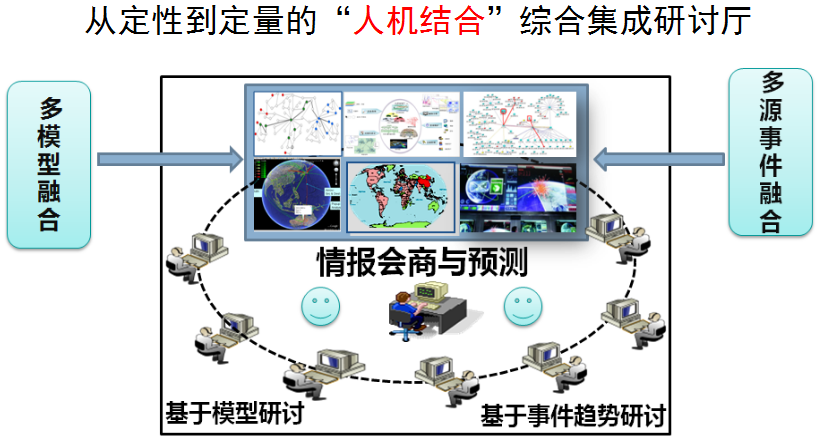 从定性到定量的“人机结合”综合集成研讨厅
多模型融合
多源事件融合
情报会商与预测
基于模型研讨
基于事件趋势研讨